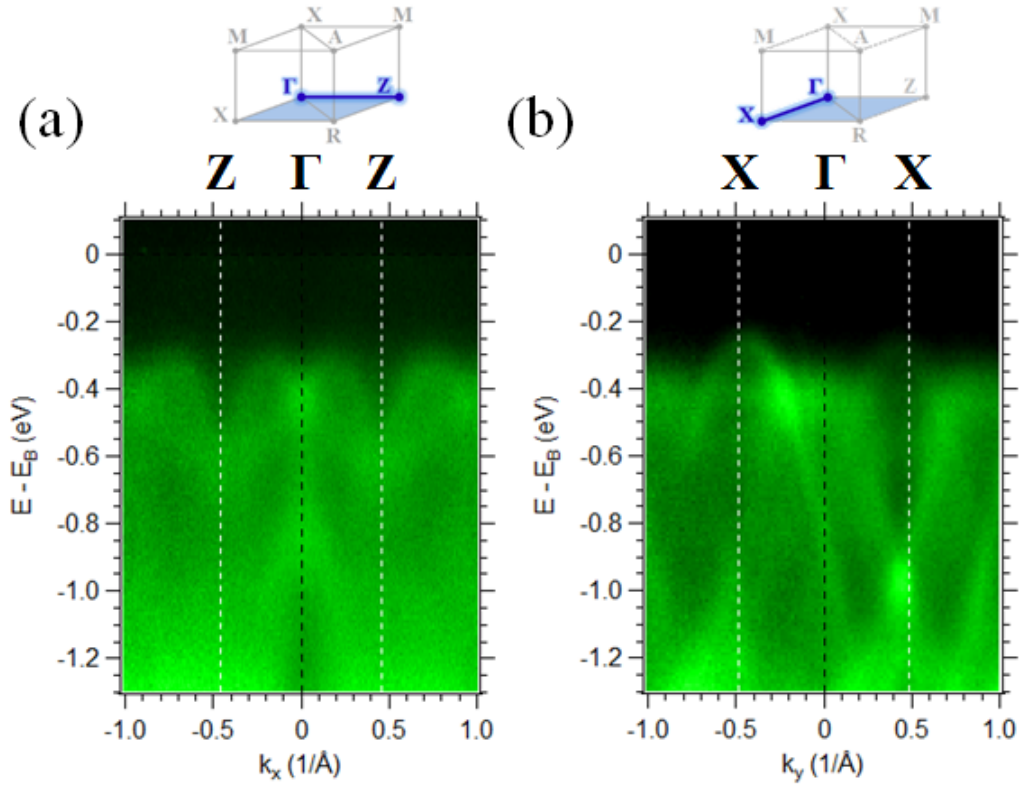 X M X M
M A M A
Γ Z Γ Z
(a) X R (b) X R
Z Γ Z X Γ X
0 0
-0.2 -0.2
-0.4 -0.4
-0.6 -0.6
-0.8 -0.8
-1.0 -1.0
-1.2 -1.2
E - E_B (eV) E - E_B (eV)
-1.0 -0.5 0 0.5 1.0 -1.0 -0.5 0 0.5 1.0
k_x (1/Å) k_y (1/Å)